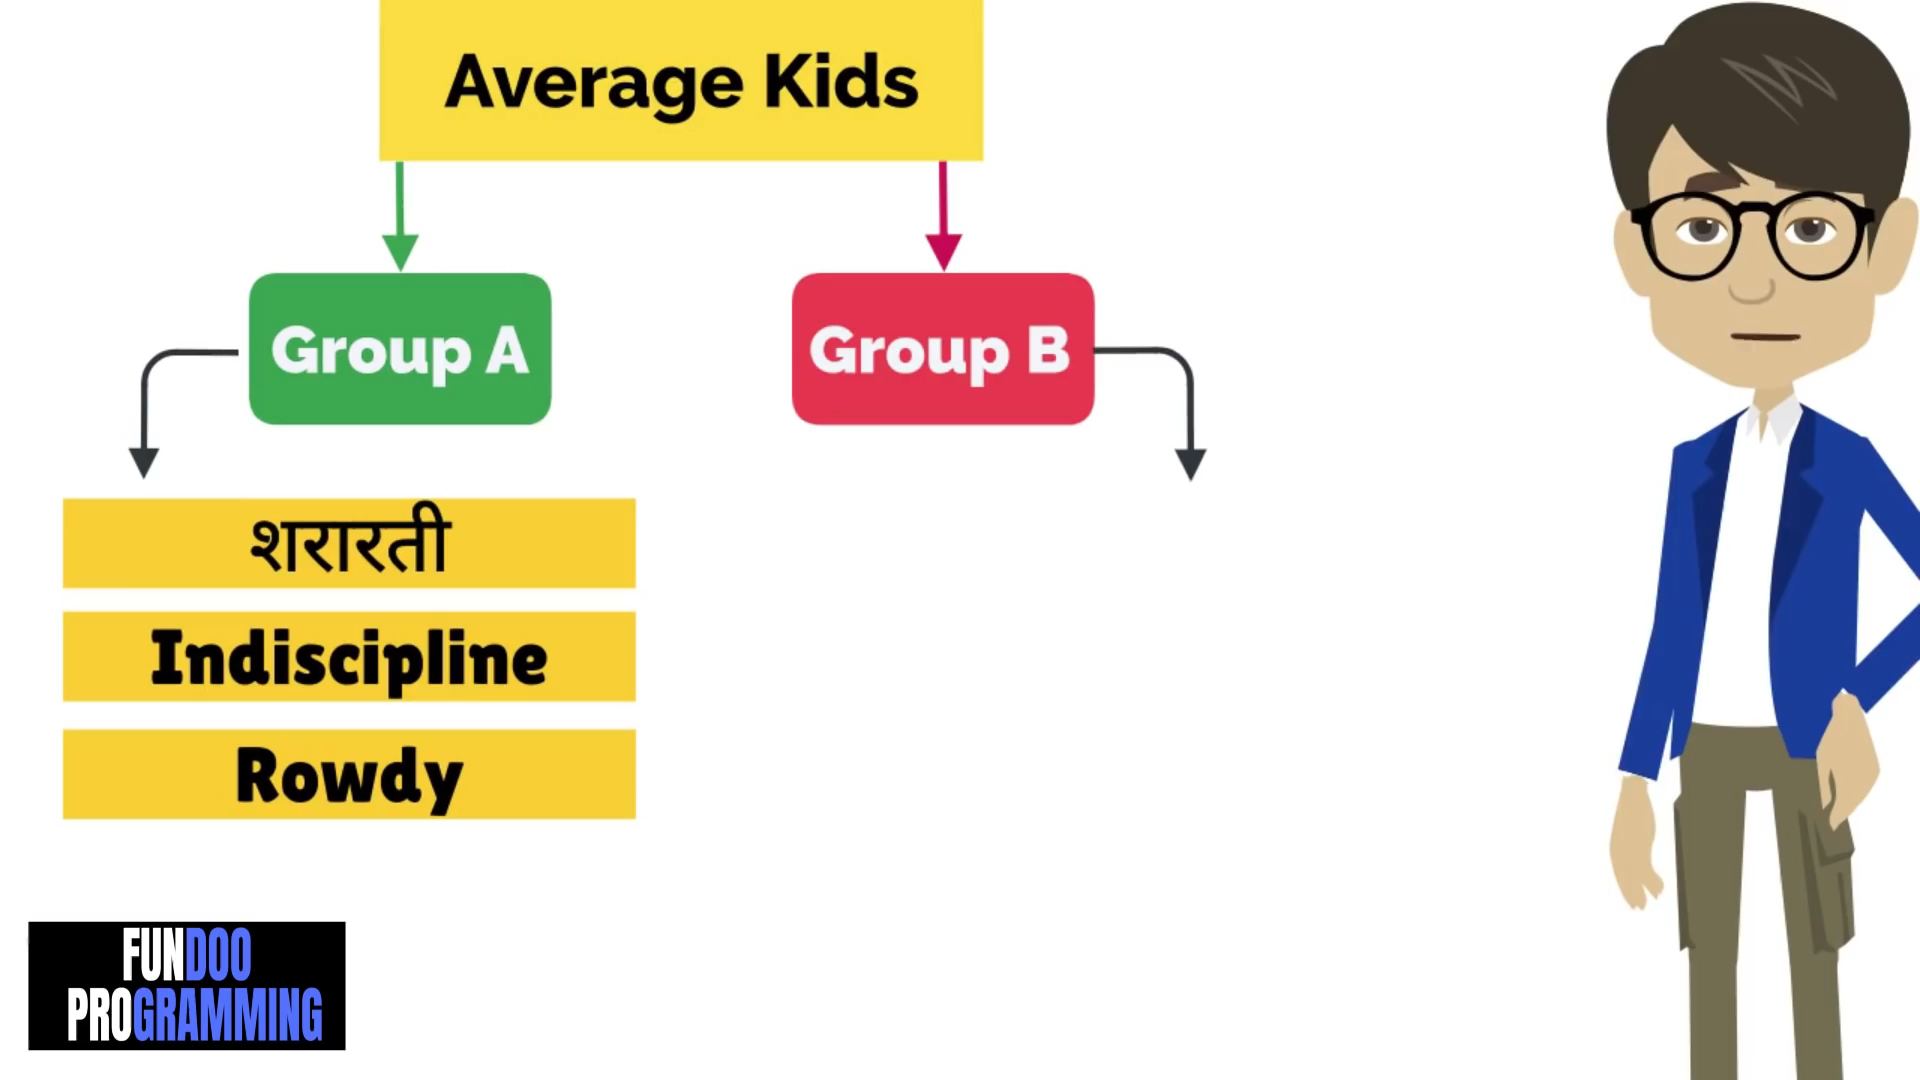 Average Kids
Group A
Group B
शरारती
Indiscipline
Rowdy
FUNDOO
PROGRAMMING